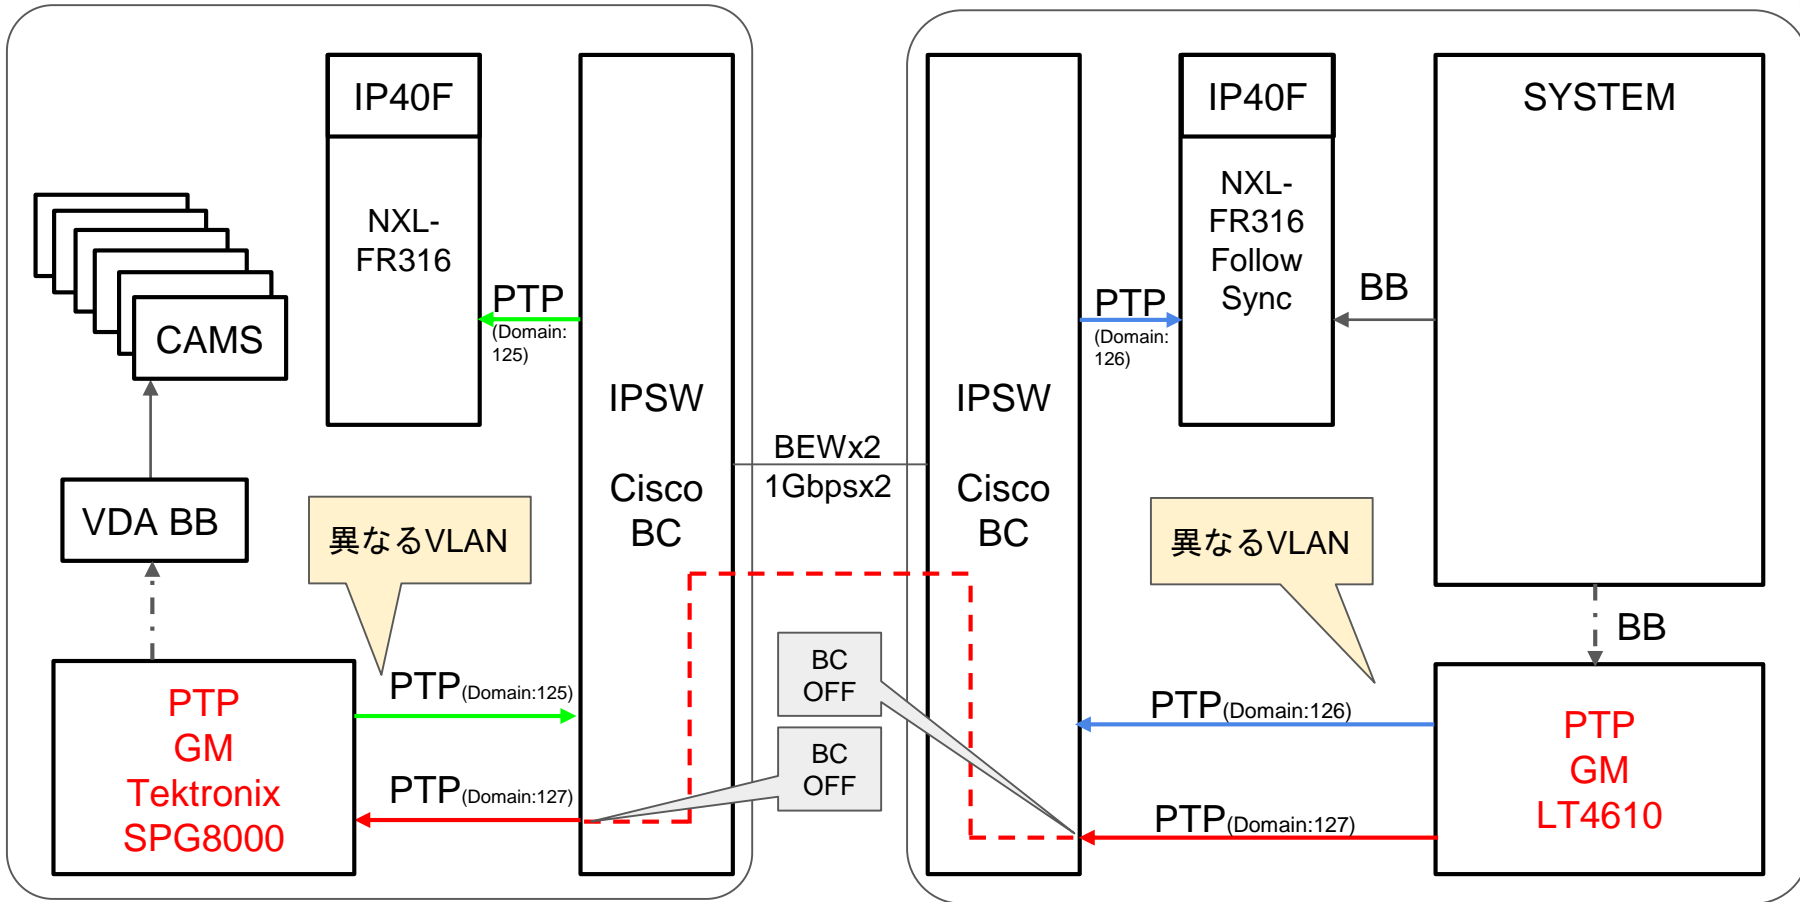 IP40F
NXL-
FR316
CAMS
VDA BB
PTP
(Domain:
125)
IPSW
Cisco
BC
異なるVLAN
PTP
GM
Tektronix
SPG8000
PTP(Domain:125)
PTP(Domain:127)
BEWx2
1Gbpsx2
BC
OFF
BC
OFF
IPSW
Cisco
BC
PTP
(Domain:
126)
IP40F
NXL-
FR316
Follow
Sync
BB
SYSTEM
異なるVLAN
BB
PTP(Domain:126)
PTP(Domain:127)
PTP
GM
LT4610